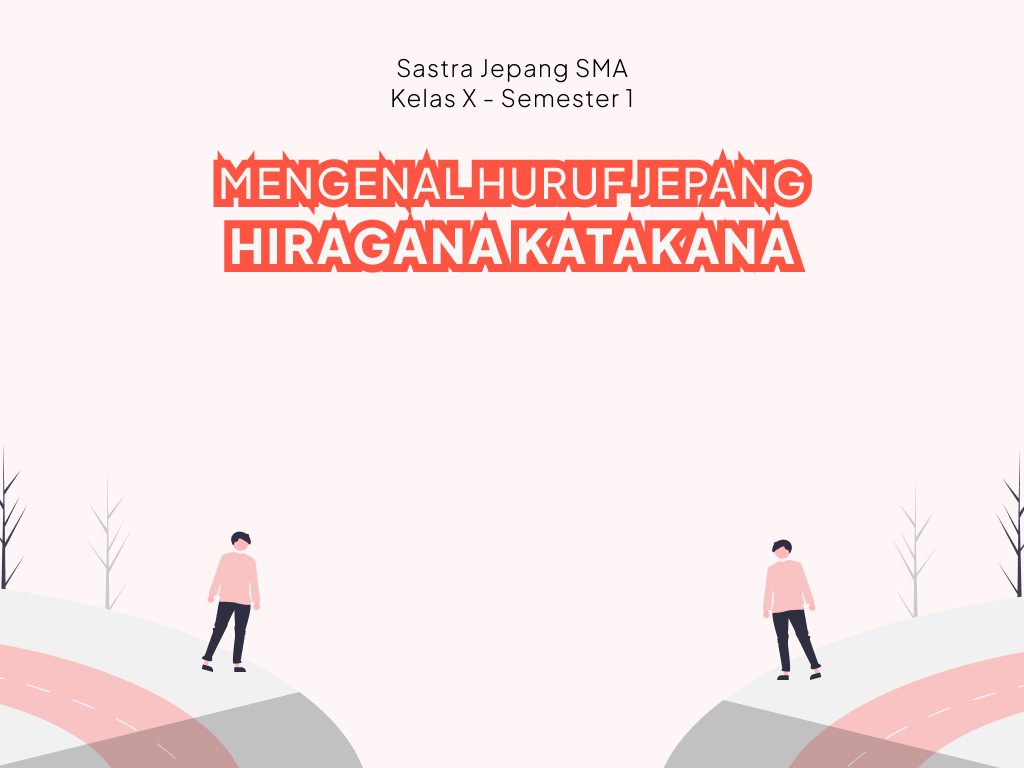 Sastra Jepang SMA
Kelas X - Semester 1
MENGENAL HURUF JEPANG
HIRAGANA KATAKANA